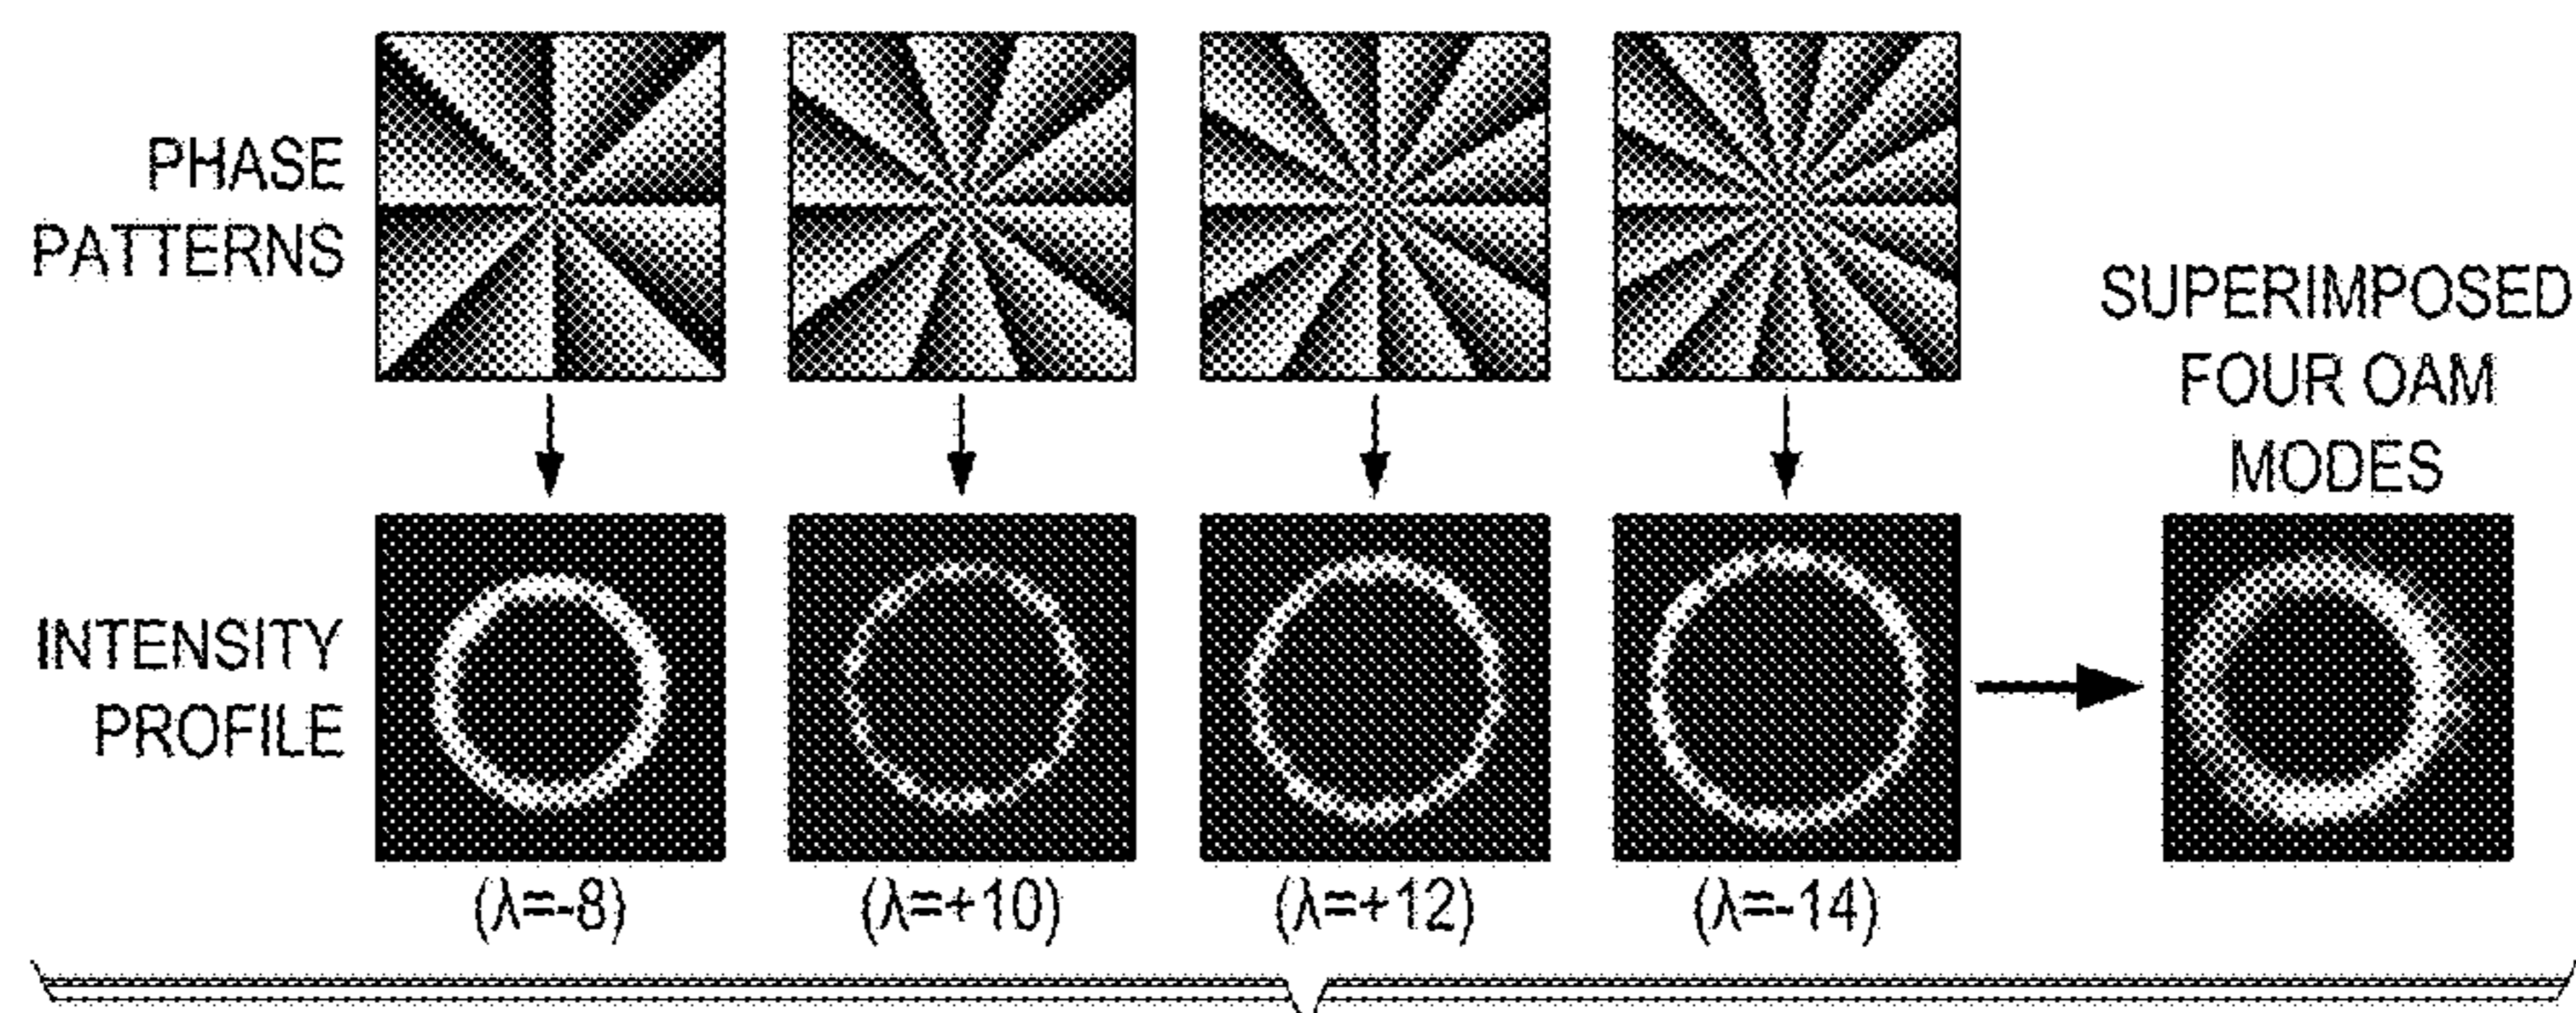 PHASE
PATTERNS
SUPERIMPOSED
FOUR OAM
MODES
INTENSITY
PROFILE
(λ=-8)
(λ=+10)
(λ=+12)
(λ=-14)